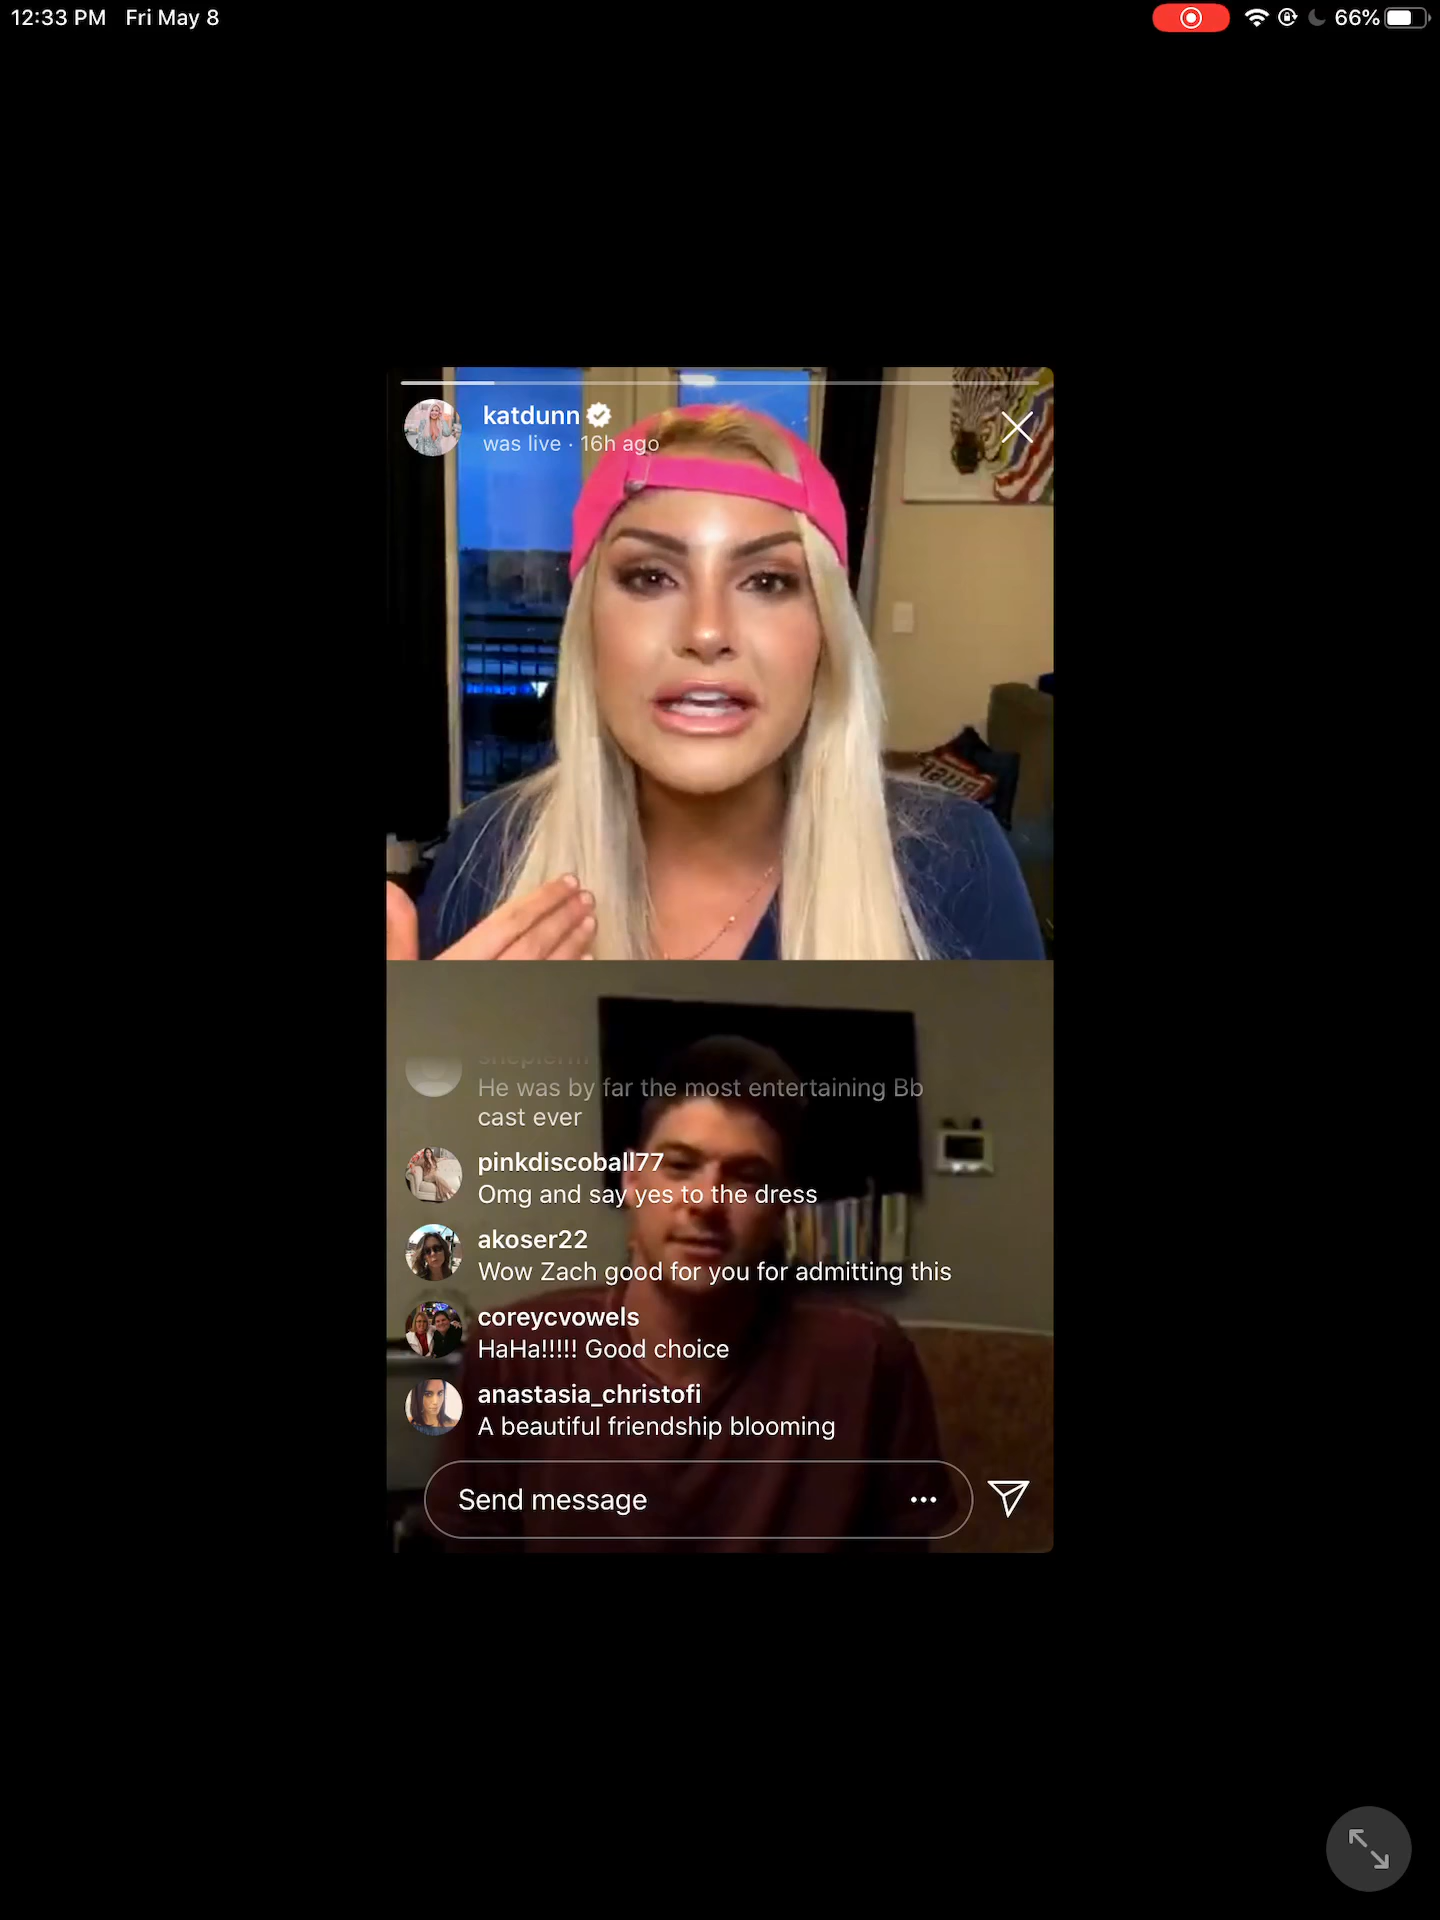 12:33 PM Fri May 8
66%
katdunn
was live · 16h ago
He was by far the most entertaining Bb
cast ever
pinkdiscoball77
Omg and say yes to the dress
akoser22
Wow Zach good for you for admitting this
coreycvowels
HaHa!!!!! Good choice
anastasia_christofi
A beautiful friendship blooming
Send message